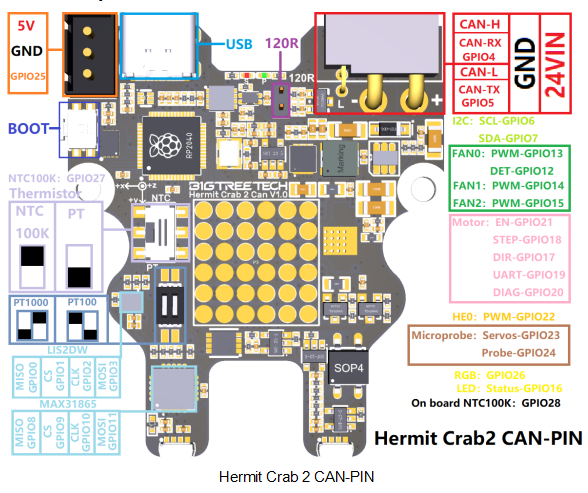 5V
GND
GPIO25
USB
120R
120R
L
-
+
CAN-H
CAN-RX
GPIO4
CAN-L
CAN-TX
GPIO5
GND
24VIN
BOOT
RP2040
Marking
I2C: SCL-GPIO6
SDA-GPIO7
FAN0: PWM-GPIO13
DET-GPIO12
FAN1: PWM-GPIO14
FAN2: PWM-GPIO15
NTC100K: GPIO27
Thermistor
+x
+z
+y
BIGTREETECH
Hermit Crab 2 Can V1.0
NTC
PT
NTC
100K
PT
Motor: EN-GPIO21
STEP-GPIO18
DIR-GPIO17
UART-GPIO19
DIAG-GPIO20
PT1000
PT100
LIS2DW
MISO
GPIO0
CS
GPIO1
CLK
GPIO2
MOSI
GPIO3
MAX31865
MISO
GPIO8
CS
GPIO9
CLK
GPIO10
MOSI
GPIO11
SOP4
HE0: PWM-GPIO22
Microprobe: Servos-GPIO23
Probe-GPIO24
RGB: GPIO26
LED: Status-GPIO16
On board NTC100K: GPIO28
Hermit Crab2 CAN-PIN
Hermit Crab 2 CAN-PIN